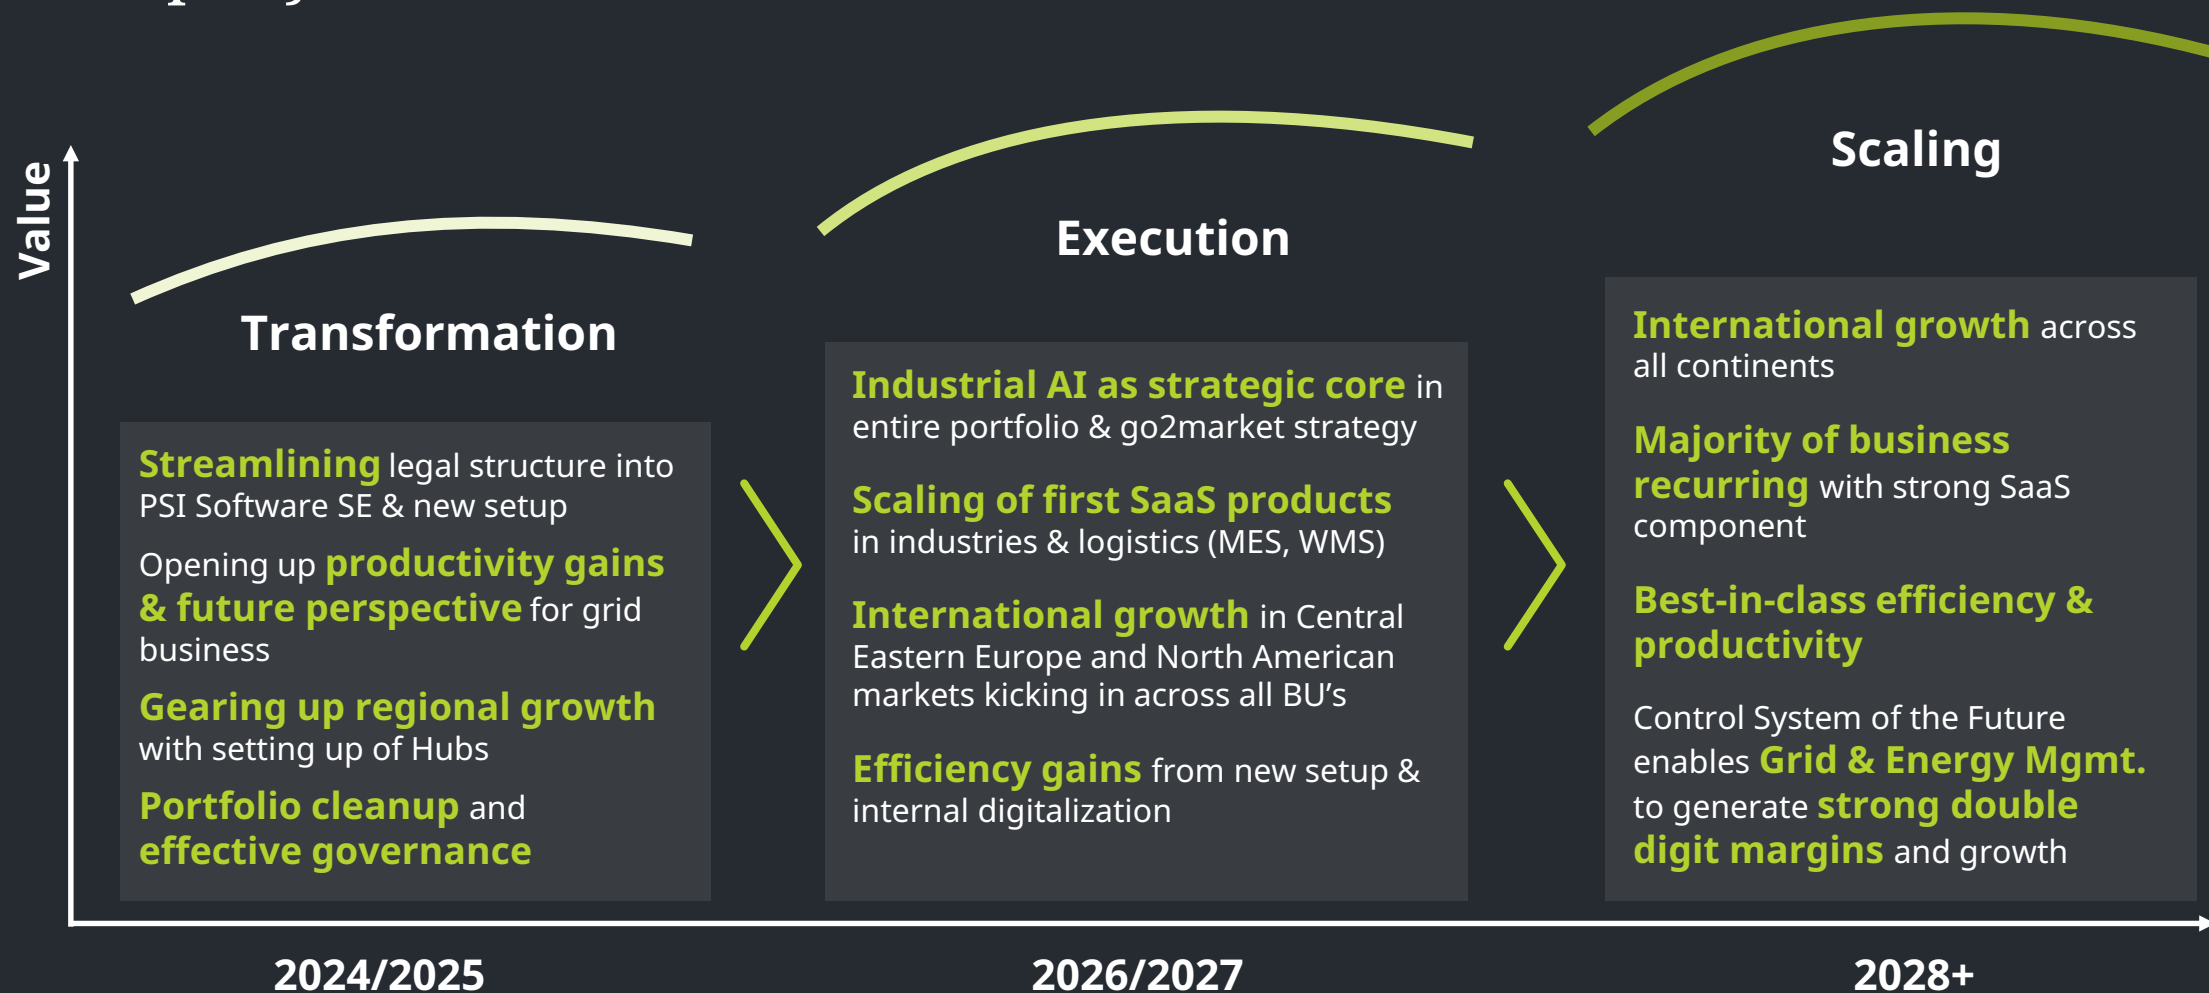 Value
Transformation
Streamlining legal structure into
PSI Software SE & new setup
Opening up productivity gains
& future perspective for grid
business
Gearing up regional growth
with setting up of Hubs
Portfolio cleanup and
effective governance
2024/2025
Execution
Industrial AI as strategic core in
entire portfolio & go2market strategy
Scaling of first SaaS products
in industries & logistics (MES, WMS)
International growth in Central
Eastern Europe and North American
markets kicking in across all BU’s
Efficiency gains from new setup &
internal digitalization
2026/2027
Scaling
International growth across
all continents
Majority of business
recurring with strong SaaS
component
Best-in-class efficiency &
productivity
Control System of the Future
enables Grid & Energy Mgmt.
to generate strong double
digit margins and growth
2028+